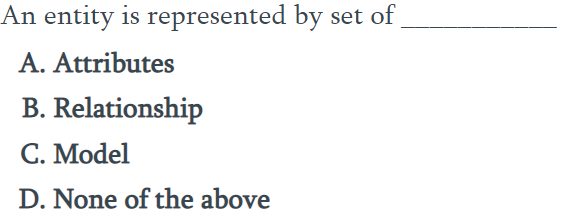 An entity is represented by set of ___________
A. Attributes
B. Relationship
C. Model
D. None of the above